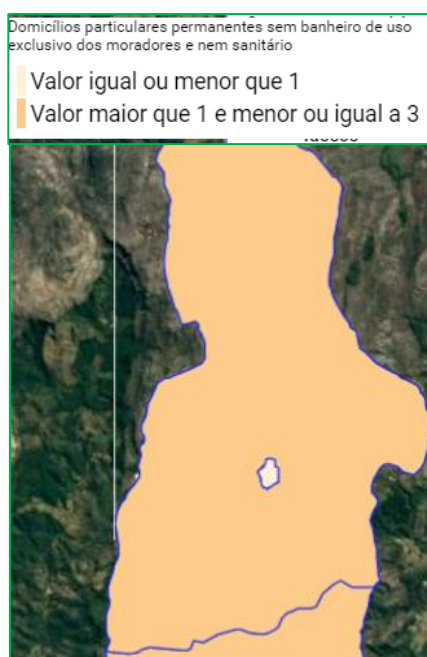 Domicílios particulares permanentes sem banheiro de uso
exclusivo dos moradores e nem sanitário
Valor igual ou menor que 1
Valor maior que 1 e menor ou igual a 3